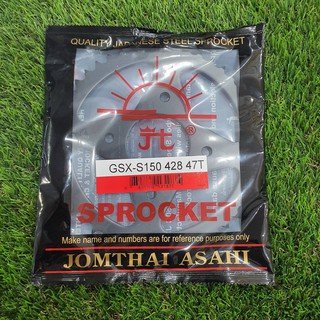 QUALITY JAPANESE STEEL SPROCKET
jt
GSX-S150 428 47T
SPROCKET
Make name and numbers are for reference purposes only
JOMTHAI ASAHI